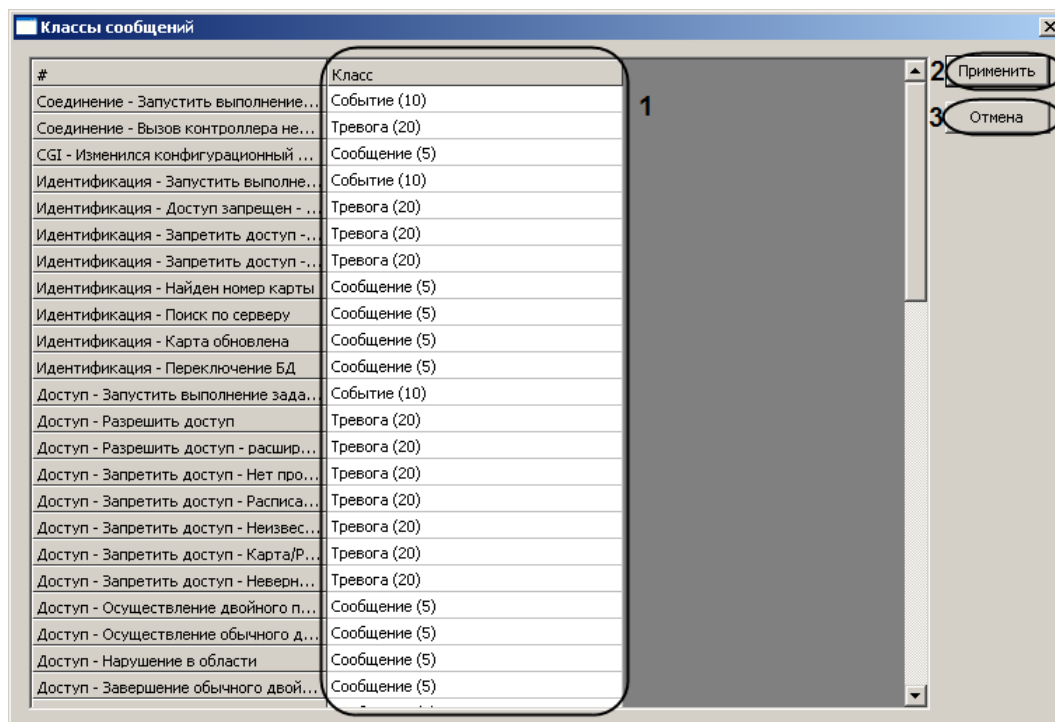 Классы сообщений
# Класс
Соединение - Запустить выполнение... Событие (10)
Соединение - Вызов контроллера не... Тревога (20)
CGI - Изменился конфигурационный ... Сообщение (5)
Идентификация - Запустить выполне... Событие (10)
Идентификация - Доступ запрещен - ... Тревога (20)
Идентификация - Запретить доступ -... Тревога (20)
Идентификация - Запретить доступ -... Тревога (20)
Идентификация - Найден номер карты Сообщение (5)
Идентификация - Поиск по серверу Сообщение (5)
Идентификация - Карта обновлена Сообщение (5)
Идентификация - Переключение БД Сообщение (5)
Доступ - Запустить выполнение зада... Событие (10)
Доступ - Разрешить доступ Тревога (20)
Доступ - Разрешить доступ - расшир... Тревога (20)
Доступ - Запретить доступ - Нет про... Тревога (20)
Доступ - Запретить доступ - Расписа... Тревога (20)
Доступ - Запретить доступ - Неизвес... Тревога (20)
Доступ - Запретить доступ - Карта/Р... Тревога (20)
Доступ - Запретить доступ - Неверн... Тревога (20)
Доступ - Осуществление двойного п... Сообщение (5)
Доступ - Осуществление обычного д... Сообщение (5)
Доступ - Нарушение в области Сообщение (5)
Доступ - Завершение обычного двой... Сообщение (5)
1
2 Применить
3 Отмена